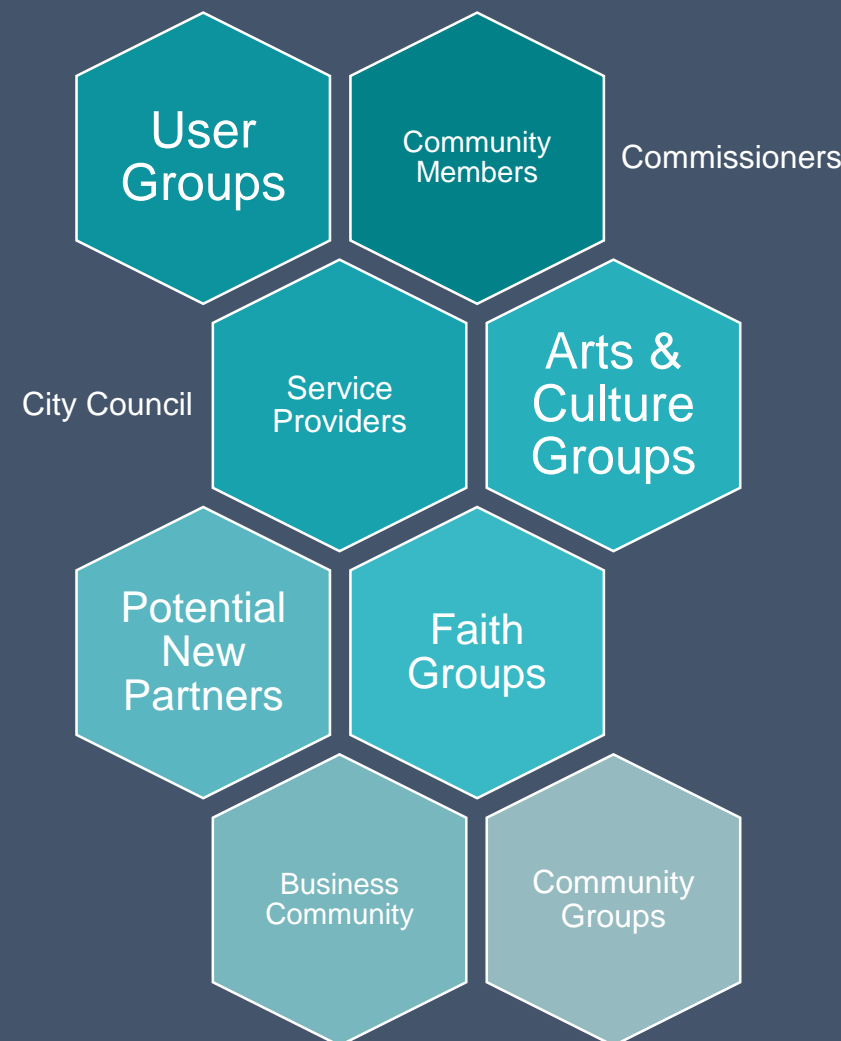 User
Groups
Community
Members
Commissioners
City Council
Service
Providers
Arts &
Culture
Groups
Potential
New
Partners
Faith
Groups
Business
Community
Community
Groups